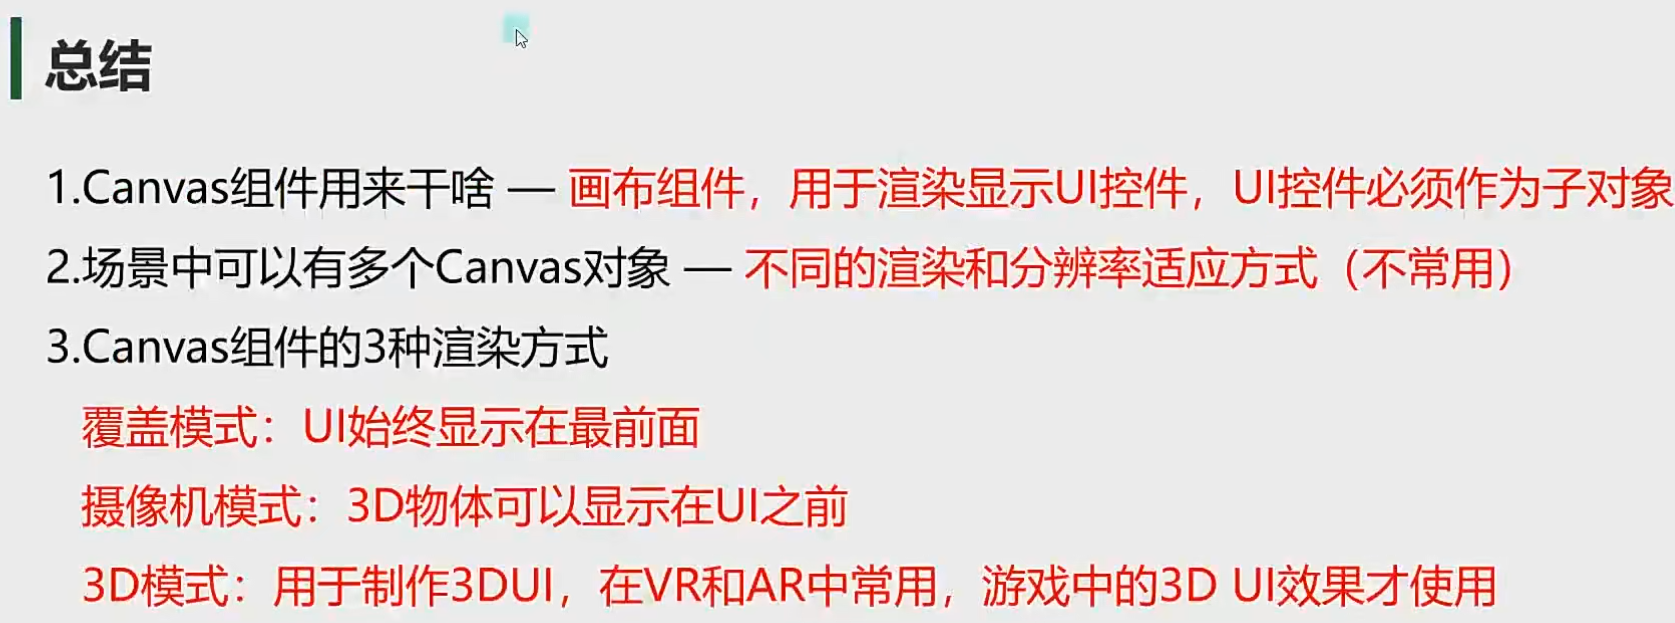 总结
1.Canvas组件用来干啥 — 画布组件，用于渲染显示UI控件，UI控件必须作为子对象
2.场景中可以有多个Canvas对象 — 不同的渲染和分辨率适应方式（不常用）
3.Canvas组件的3种渲染方式
覆盖模式：UI始终显示在最前面
摄像机模式：3D物体可以显示在UI之前
3D模式：用于制作3DUI，在VR和AR中常用，游戏中的3D UI效果才使用